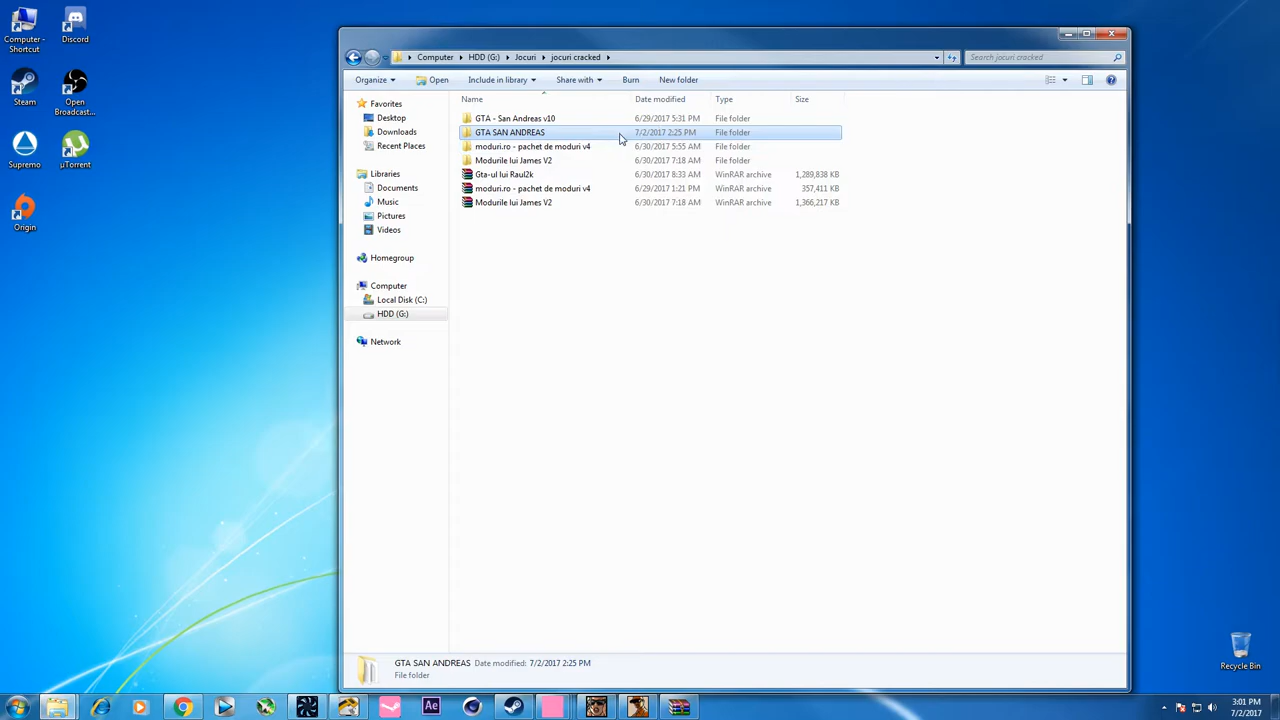 Computer - Shortcut
Discord
Steam
Open Broadcast...
Supremo
µTorrent
Origin
Computer
HDD (G:)
Jocuri
jocuri cracked
Search jocuri cracked
Organize
Open
Include in library
Share with
Burn
New folder
Favorites
Desktop
Downloads
Recent Places
Libraries
Documents
Music
Pictures
Videos
Homegroup
Computer
Local Disk (C:)
HDD (G:)
Network
Name Date modified Type Size
GTA - San Andreas v10 6/29/2017 5:31 PM File folder
GTA SAN ANDREAS 7/2/2017 2:25 PM File folder
moduri.ro - pachet de moduri v4 6/30/2017 5:55 AM File folder
Modurile lui James V2 6/30/2017 7:18 AM File folder
Gta-ul lui Raul2k 6/30/2017 8:33 AM WinRAR archive 1,289,838 KB
moduri.ro - pachet de moduri v4 6/29/2017 1:21 PM WinRAR archive 357,411 KB
Modurile lui James V2 6/30/2017 7:18 AM WinRAR archive 1,366,217 KB
GTA SAN ANDREAS Date modified: 7/2/2017 2:25 PM
File folder
Recycle Bin
Ae
3:01 PM
7/2/2017